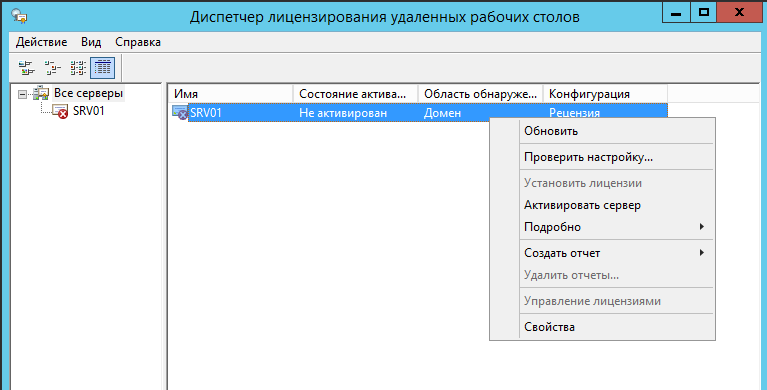 Диспетчер лицензирования удаленных рабочих столов
Действие Вид Справка
Все серверы
SRV01
Имя Состояние актива... Область обнаруже... Конфигурация
SRV01 Не активирован Домен Рецензия
Обновить
Проверить настройку...
Установить лицензии
Активировать сервер
Подробно
Создать отчет
Удалить отчеты...
Управление лицензиями
Свойства